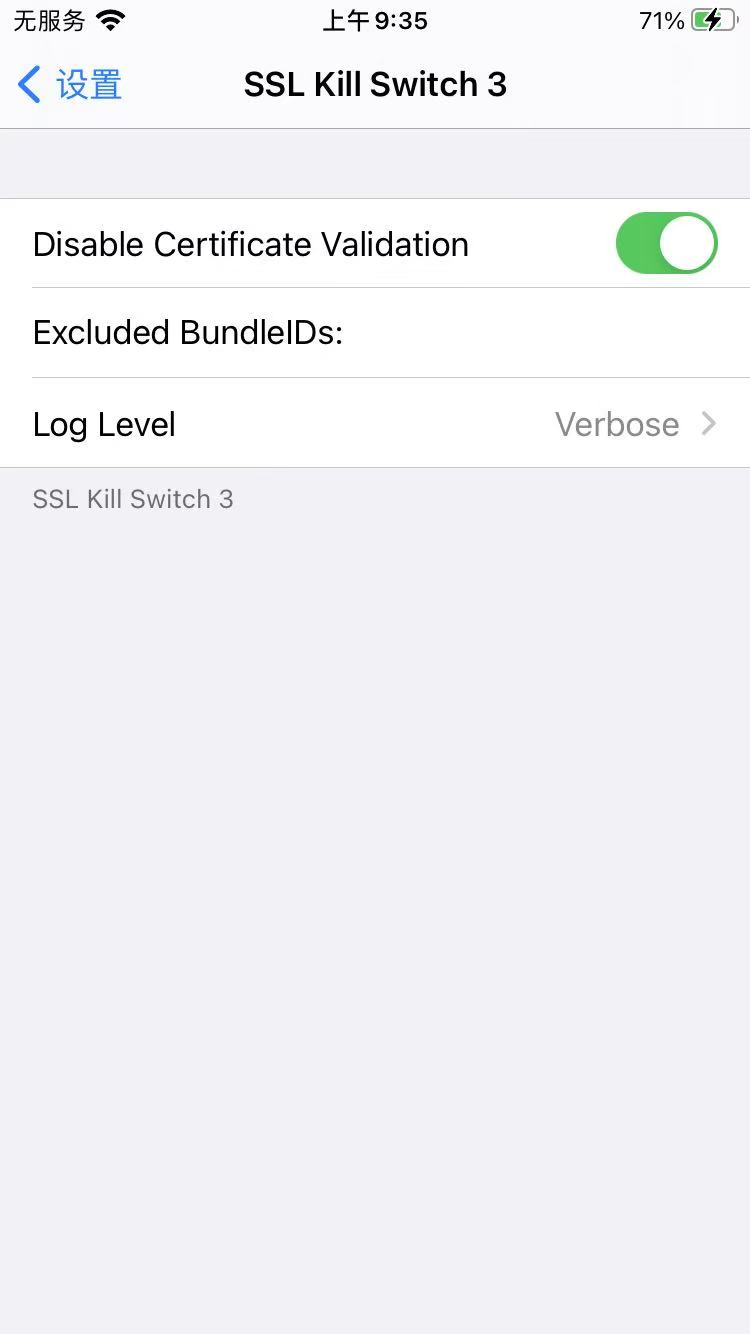 无服务 上午9:35 71%
设置 SSL Kill Switch 3
Disable Certificate Validation
Excluded BundleIDs:
Log Level Verbose
SSL Kill Switch 3